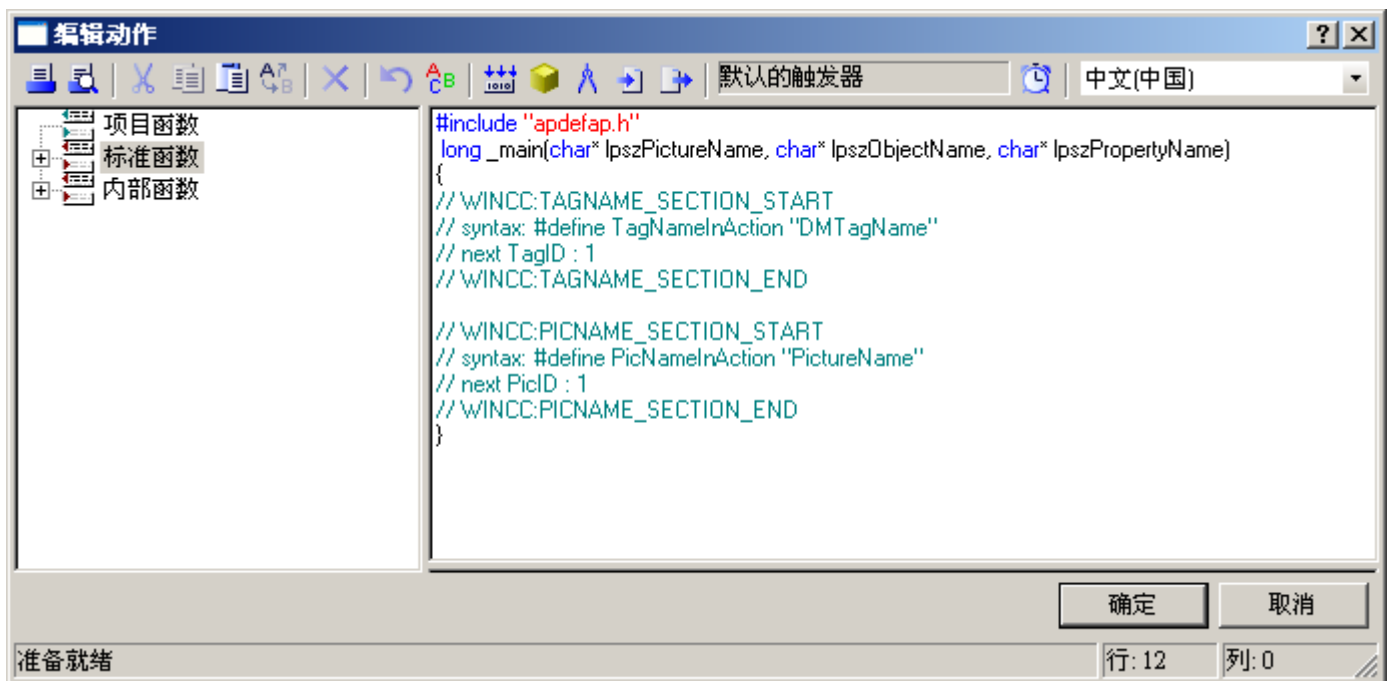 编辑动作
默认的触发器
中文(中国)
项目函数
标准函数
内部函数
#include "apdefap.h"
long _main(char* lpszPictureName, char* lpszObjectName, char* lpszPropertyName)
{
// WINCC:TAGNAME_SECTION_START
// syntax: #define TagNameInAction "DMTagName"
// next TagID : 1
// WINCC:TAGNAME_SECTION_END
// WINCC:PICNAME_SECTION_START
// syntax: #define PicNameInAction "PictureName"
// next PicID : 1
// WINCC:PICNAME_SECTION_END
}
确定
取消
准备就绪
行: 12
列: 0